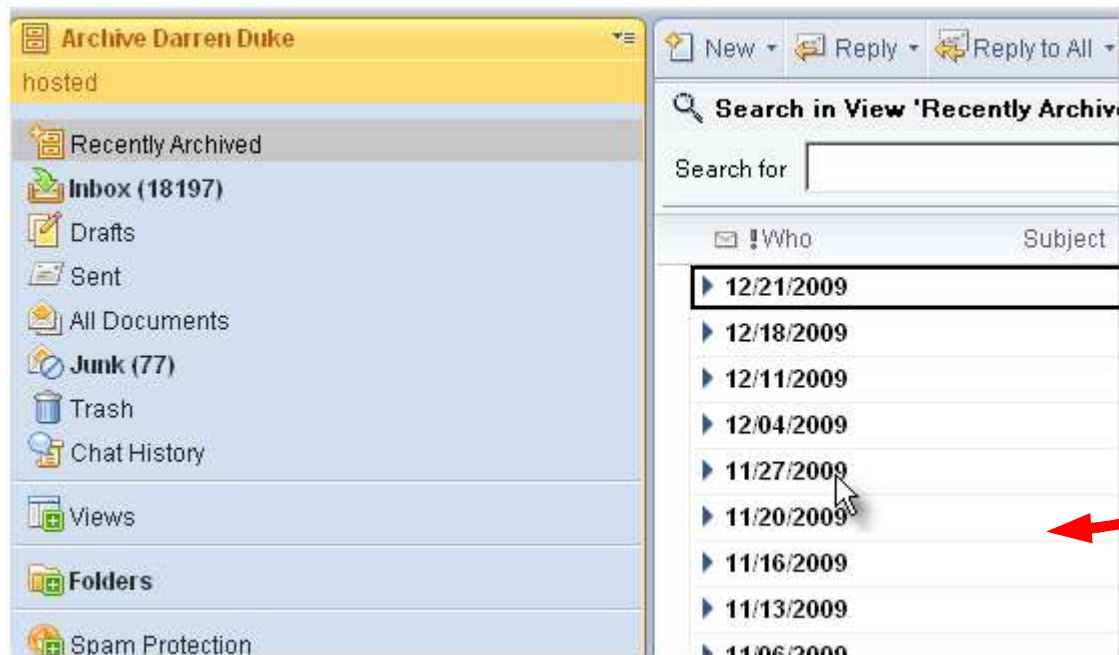 Archive Darren Duke
hosted
Recently Archived
Inbox (18197)
Drafts
Sent
All Documents
Junk (77)
Trash
Chat History
Views
Folders
Spam Protection
New Reply Reply to All
Search in View 'Recently Archive
Search for
!Who Subject
12/21/2009
12/18/2009
12/11/2009
12/04/2009
11/27/2009
11/20/2009
11/16/2009
11/13/2009
11/06/2009